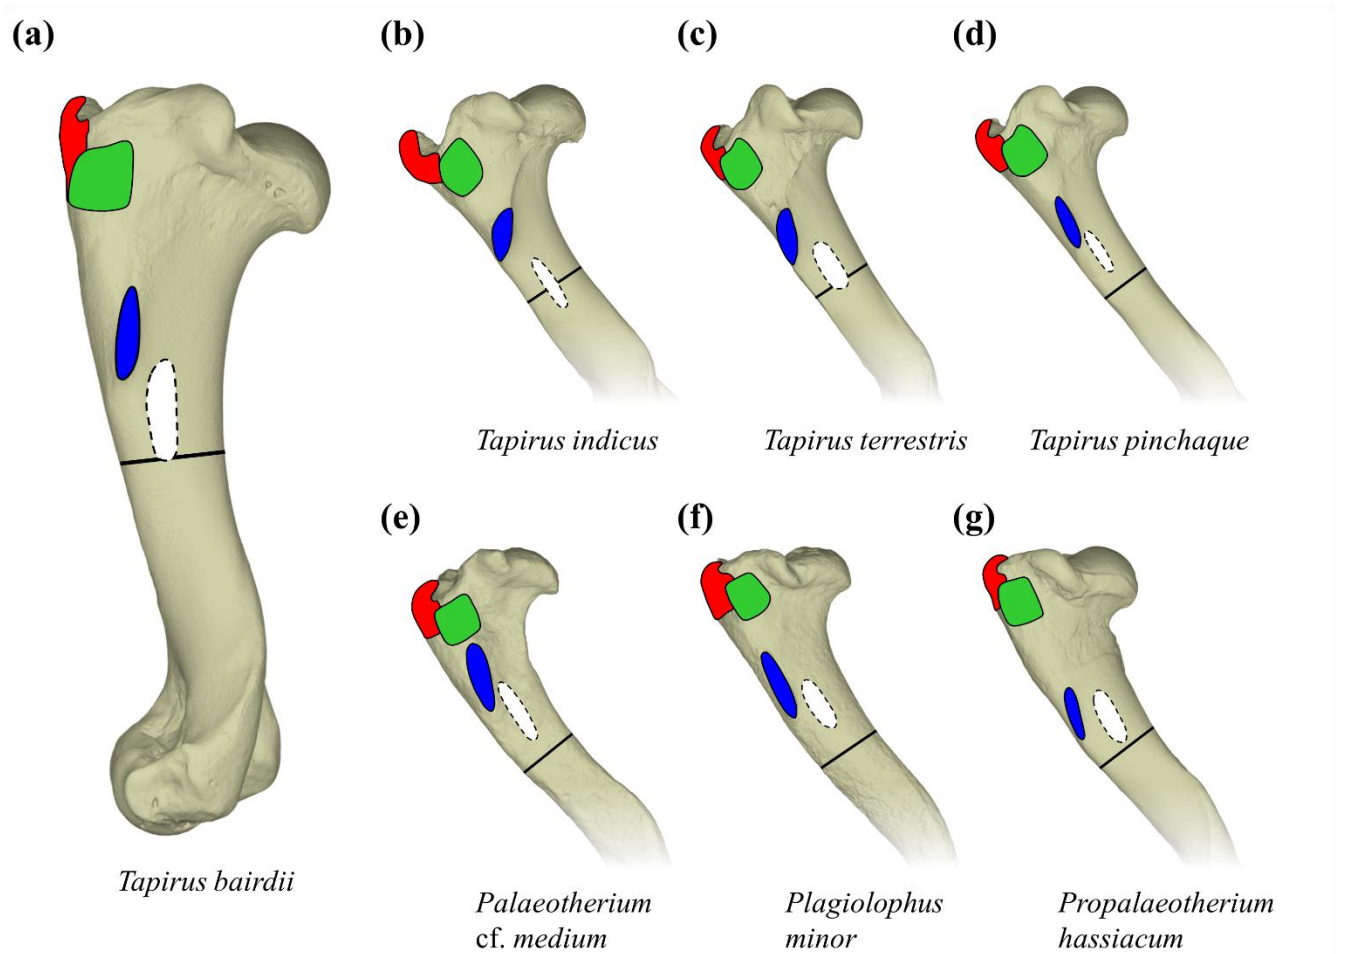 (a)
(b)
(c)
(d)
Tapirus indicus
Tapirus terrestris
Tapirus pinchaque
(e)
(f)
(g)
Tapirus bairdii
Palaeotherium
cf. medium
Plagiolophus
minor
Propalaeotherium
hassiacum